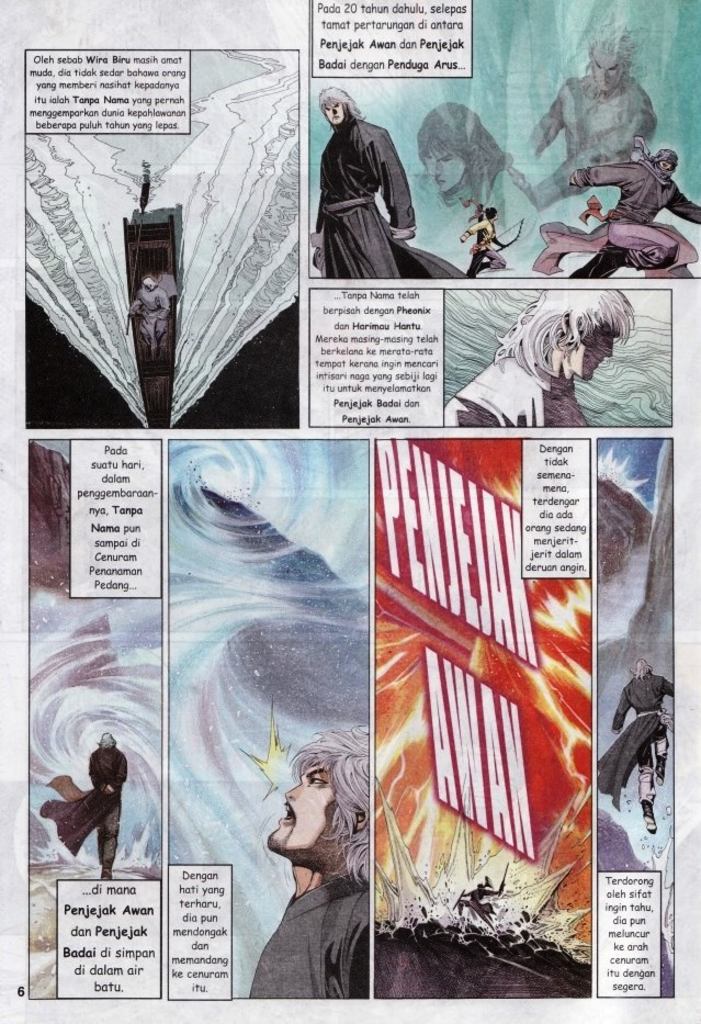 Oleh sebab Wira Biru masih amat
muda, dia tidak sedar bahawa orang
yang memberi nasihat kepadanya
itu ialah Tanpa Nama yang pernah
menggemparkan dunia kepahlawanan
beberapa puluh tahun yang lepas.
Pada 20 tahun dahulu, selepas
tamat pertarungan di antara
Penjejak Awan dan Penjejak
Badai dengan Penduga Arus...
...Tanpa Nama telah
berpisah dengan Pheonix
dan Harimau Hantu.
Mereka masing-masing telah
berkelana ke merata-rata
tempat kerana ingin mencari
intisari naga yang sebiji lagi
itu untuk menyelamatkan
Penjejak Badai dan
Penjejak Awan.
Pada
suatu hari,
dalam
penggembaraan-
nya, Tanpa
Nama pun
sampai di
Cenuram
Penanaman
Pedang...
...di mana
Penjejak Awan
dan Penjejak
Badai di simpan
di dalam air
batu.
Dengan
hati yang
terharu,
dia pun
mendongak
dan
memandang
ke cenuram
itu.
Dengan
tidak
semena-
mena,
terdengar
dia ada
orang sedang
menjerit-
jerit dalam
deruan angin.
PENJEJAK
AWAN
Terdorong
oleh sifat
ingin tahu,
dia pun
meluncur
ke arah
cenuram
itu dengan
segera.
6